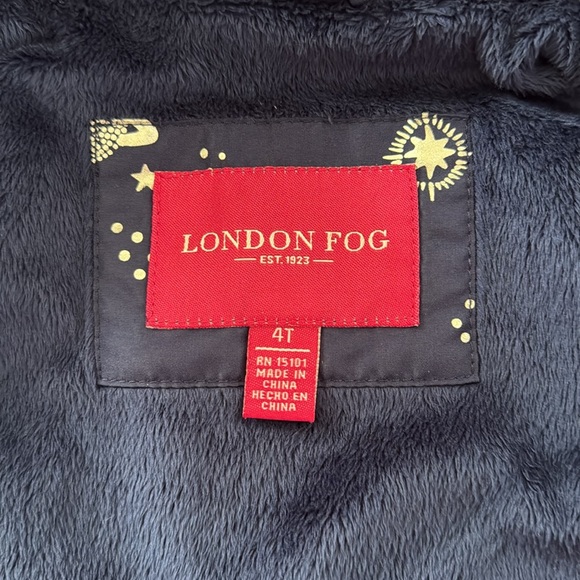 LONDON FOG
EST. 1923
4T
RN 15101
MADE IN
CHINA
HECHO EN
CHINA